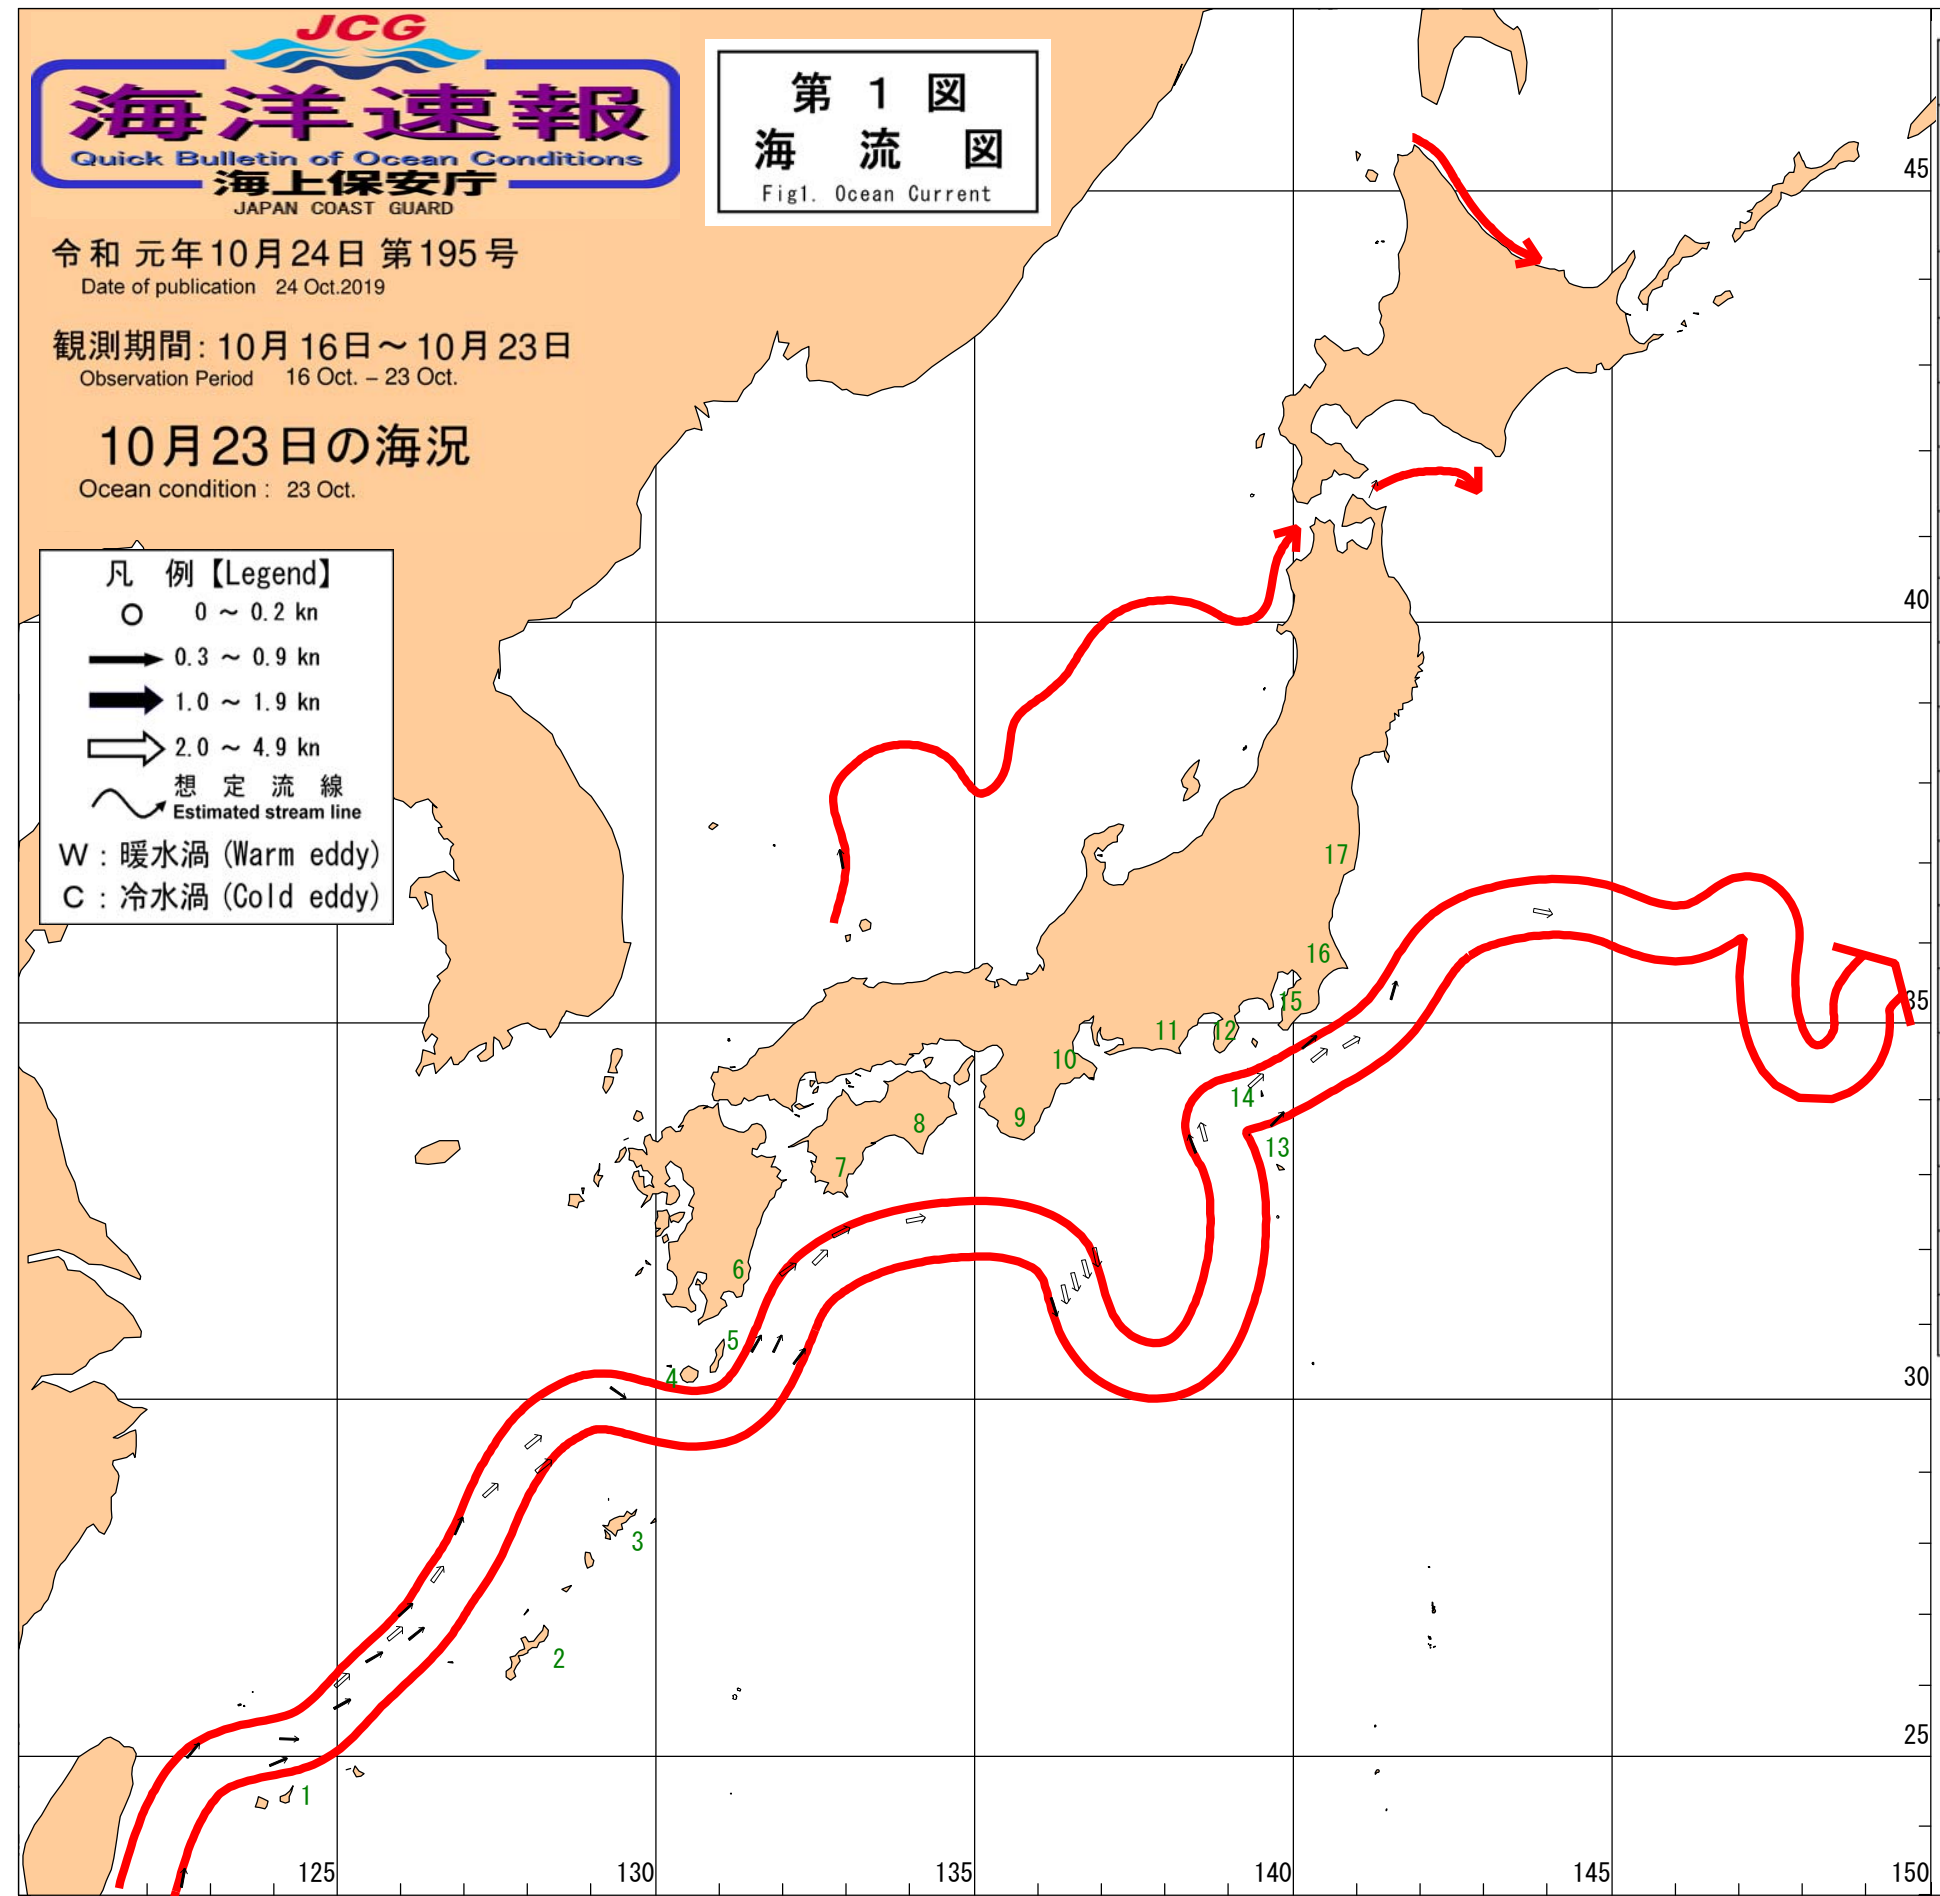 JCG
海洋速報
Quick Bulletin of Ocean Conditions
海上保安庁
JAPAN COAST GUARD
第 1 図
海 流 図
Fig1. Ocean Current
令和 元年10月24日 第195号
Date of publication 24 Oct.2019
観測期間: 10月16日～10月23日
Observation Period 16 Oct. – 23 Oct.
10月23日の海況
Ocean condition : 23 Oct.
凡 例【Legend】
0 ～ 0.2 kn
0.3 ～ 0.9 kn
1.0 ～ 1.9 kn
2.0 ～ 4.9 kn
想 定 流 線
Estimated stream line
W : 暖水渦 (Warm eddy)
C : 冷水渦 (Cold eddy)
45
40
35
30
25
17
16
15
14
13
12
11
10
9
8
7
6
5
4
3
2
1
125
130
135
140
145
150